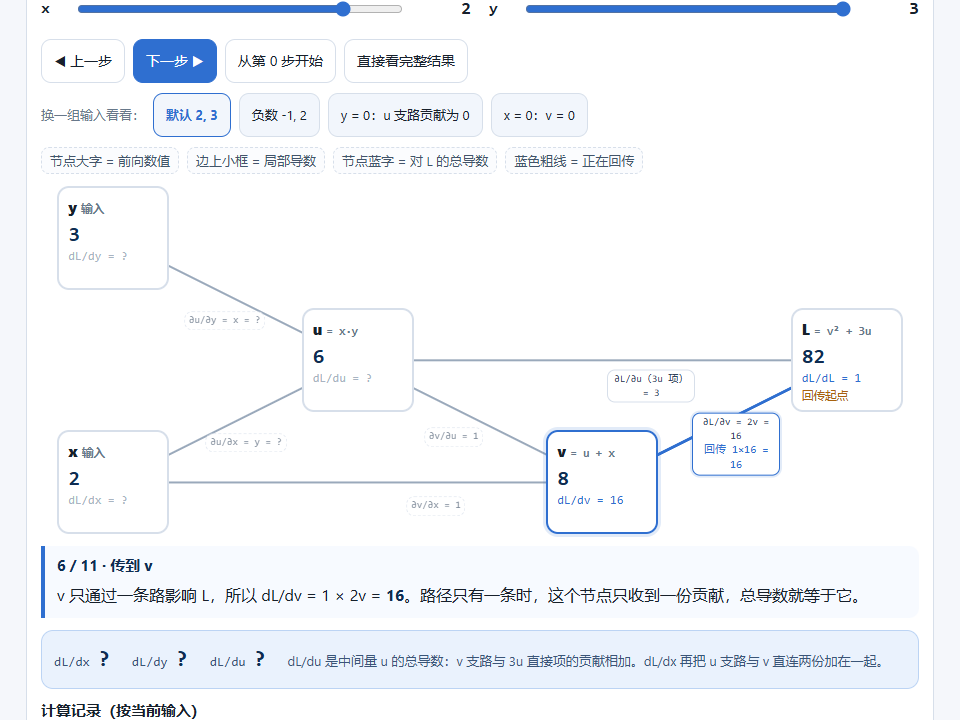 x 2 y 3
◀ 上一步 下一步 ▶ 从第 0 步开始 直接看完整结果
换一组输入看看： 默认 2, 3 负数 -1, 2 y = 0：u 支路贡献为 0 x = 0：v = 0
节点大字 = 前向数值 边上小框 = 局部导数 节点蓝字 = 对 L 的总导数 蓝色粗线 = 正在回传
y 输入
3
dL/dy = ?
∂u/∂y = x = ?
u = x·y
6
dL/du = ?
L = v² + 3u
82
dL/dL = 1
回传起点
∂L/∂u（3u 项）
= 3
∂L/∂v = 2v =
16
回传 1×16 =
16
∂u/∂x = y = ?
∂v/∂u = 1
x 输入
2
dL/dx = ?
v = u + x
8
dL/dv = 16
∂v/∂x = 1
6 / 11 · 传到 v
v 只通过一条路影响 L，所以 dL/dv = 1 × 2v = 16。路径只有一条时，这个节点只收到一份贡献，总导数就等于它。
dL/dx ? dL/dy ? dL/du ? dL/du 是中间量 u 的总导数：v 支路与 3u 直接项的贡献相加。dL/dx 再把 u 支路与 v 直连两份加在一起。
计算记录（按当前输入）